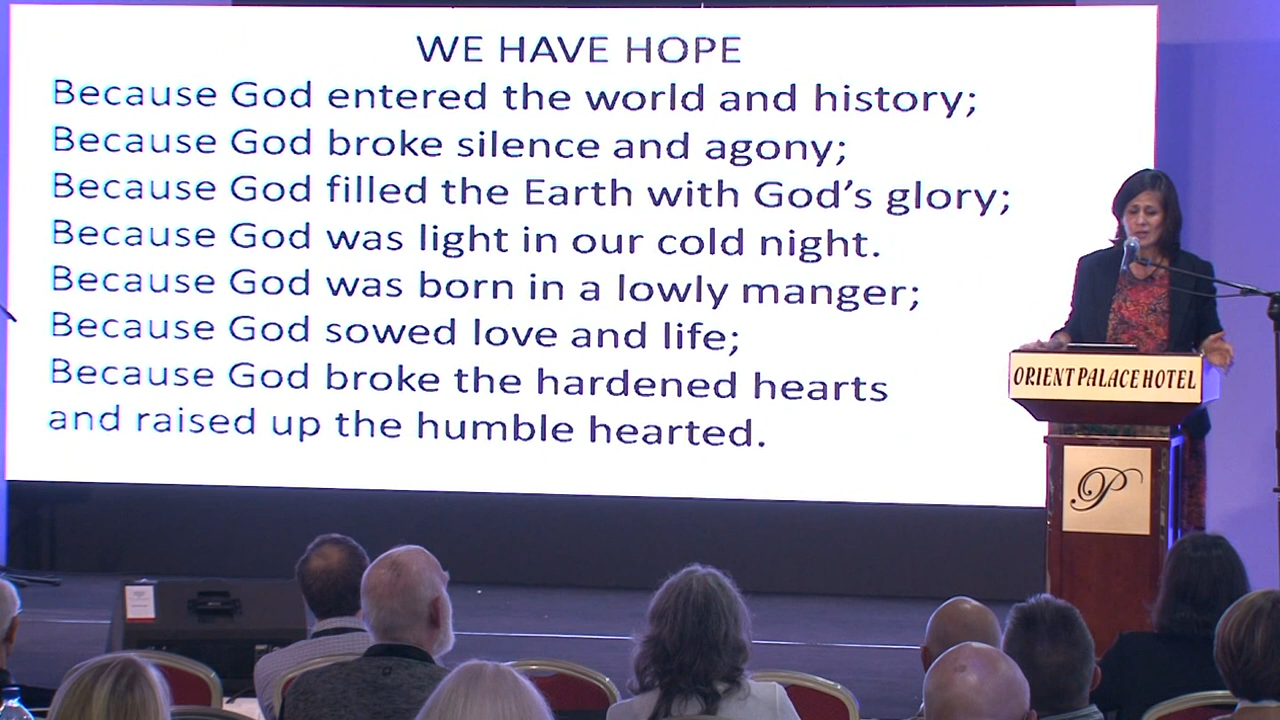 WE HAVE HOPE
Because God entered the world and history;
Because God broke silence and agony;
Because God filled the Earth with God's glory;
Because God was light in our cold night.
Because God was born in a lowly manger;
Because God sowed love and life;
Because God broke the hardened hearts
and raised up the humble hearted.
ORIENT PALACE HOTEL
P